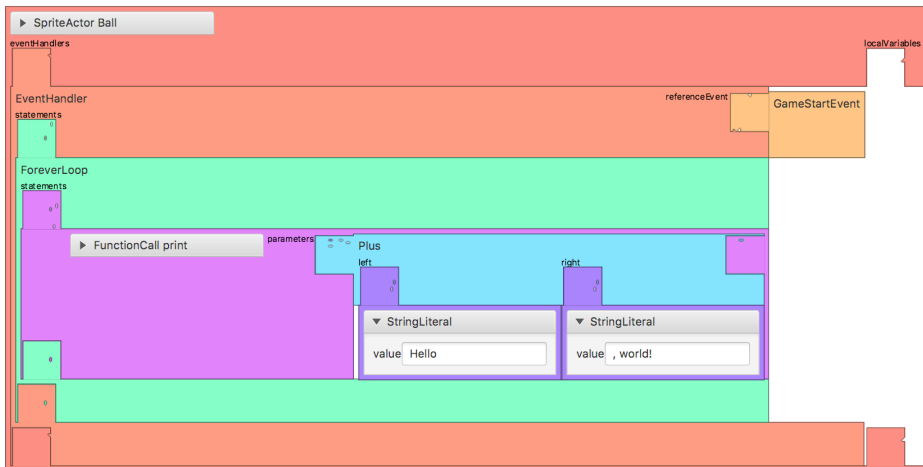 SpriteActor Ball
eventHandlers
localVariables
EventHandler
referenceEvent
GameStartEvent
statements
ForeverLoop
statements
FunctionCall print
parameters
Plus
left
right
StringLiteral
StringLiteral
value Hello
value , world!